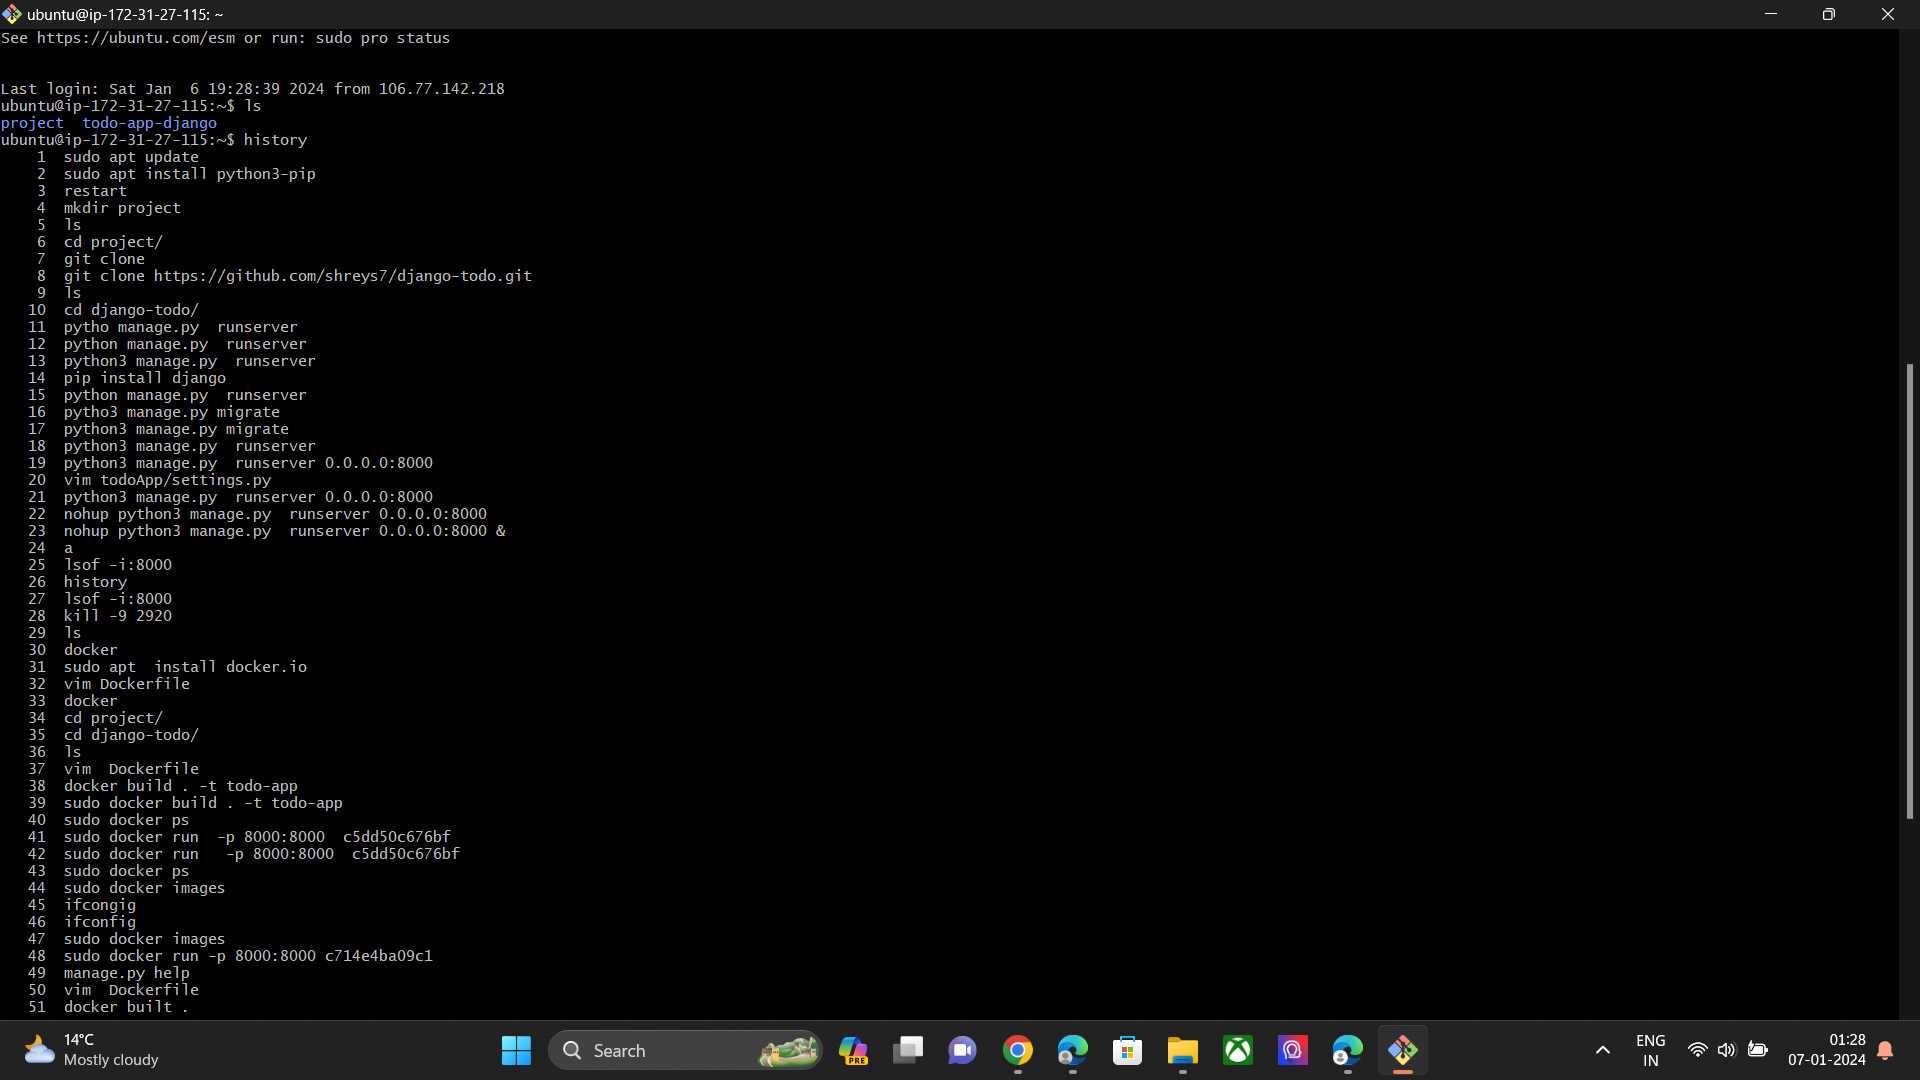 ubuntu@ip-172-31-27-115: ~
See https://ubuntu.com/esm or run: sudo pro status
Last login: Sat Jan  6 19:28:39 2024 from 106.77.142.218
ubuntu@ip-172-31-27-115:~$ ls
project  todo-app-django
ubuntu@ip-172-31-27-115:~$ history
1  sudo apt update
2  sudo apt install python3-pip
3  restart
4  mkdir project
5  ls
6  cd project/
7  git clone
8  git clone https://github.com/shreys7/django-todo.git
9  ls
10  cd django-todo/
11  pytho manage.py  runserver
12  python manage.py  runserver
13  python3 manage.py  runserver
14  pip install django
15  python manage.py  runserver
16  pytho3 manage.py migrate
17  python3 manage.py migrate
18  python3 manage.py  runserver
19  python3 manage.py  runserver 0.0.0.0:8000
20  vim todoApp/settings.py
21  python3 manage.py  runserver 0.0.0.0:8000
22  nohup python3 manage.py  runserver 0.0.0.0:8000
23  nohup python3 manage.py  runserver 0.0.0.0:8000 &
24  a
25  lsof -i:8000
26  history
27  lsof -i:8000
28  kill -9 2920
29  ls
30  docker
31  sudo apt  install docker.io
32  vim Dockerfile
33  docker
34  cd project/
35  cd django-todo/
36  ls
37  vim  Dockerfile
38  docker build . -t todo-app
39  sudo docker build . -t todo-app
40  sudo docker ps
41  sudo docker run  -p 8000:8000  c5dd50c676bf
42  sudo docker run   -p 8000:8000  c5dd50c676bf
43  sudo docker ps
44  sudo docker images
45  ifcongig
46  ifconfig
47  sudo docker images
48  sudo docker run -p 8000:8000 c714e4ba09c1
49  manage.py help
50  vim  Dockerfile
51  docker built .
14°C
Mostly cloudy
Search
PRE
ENG
IN
01:28
07-01-2024